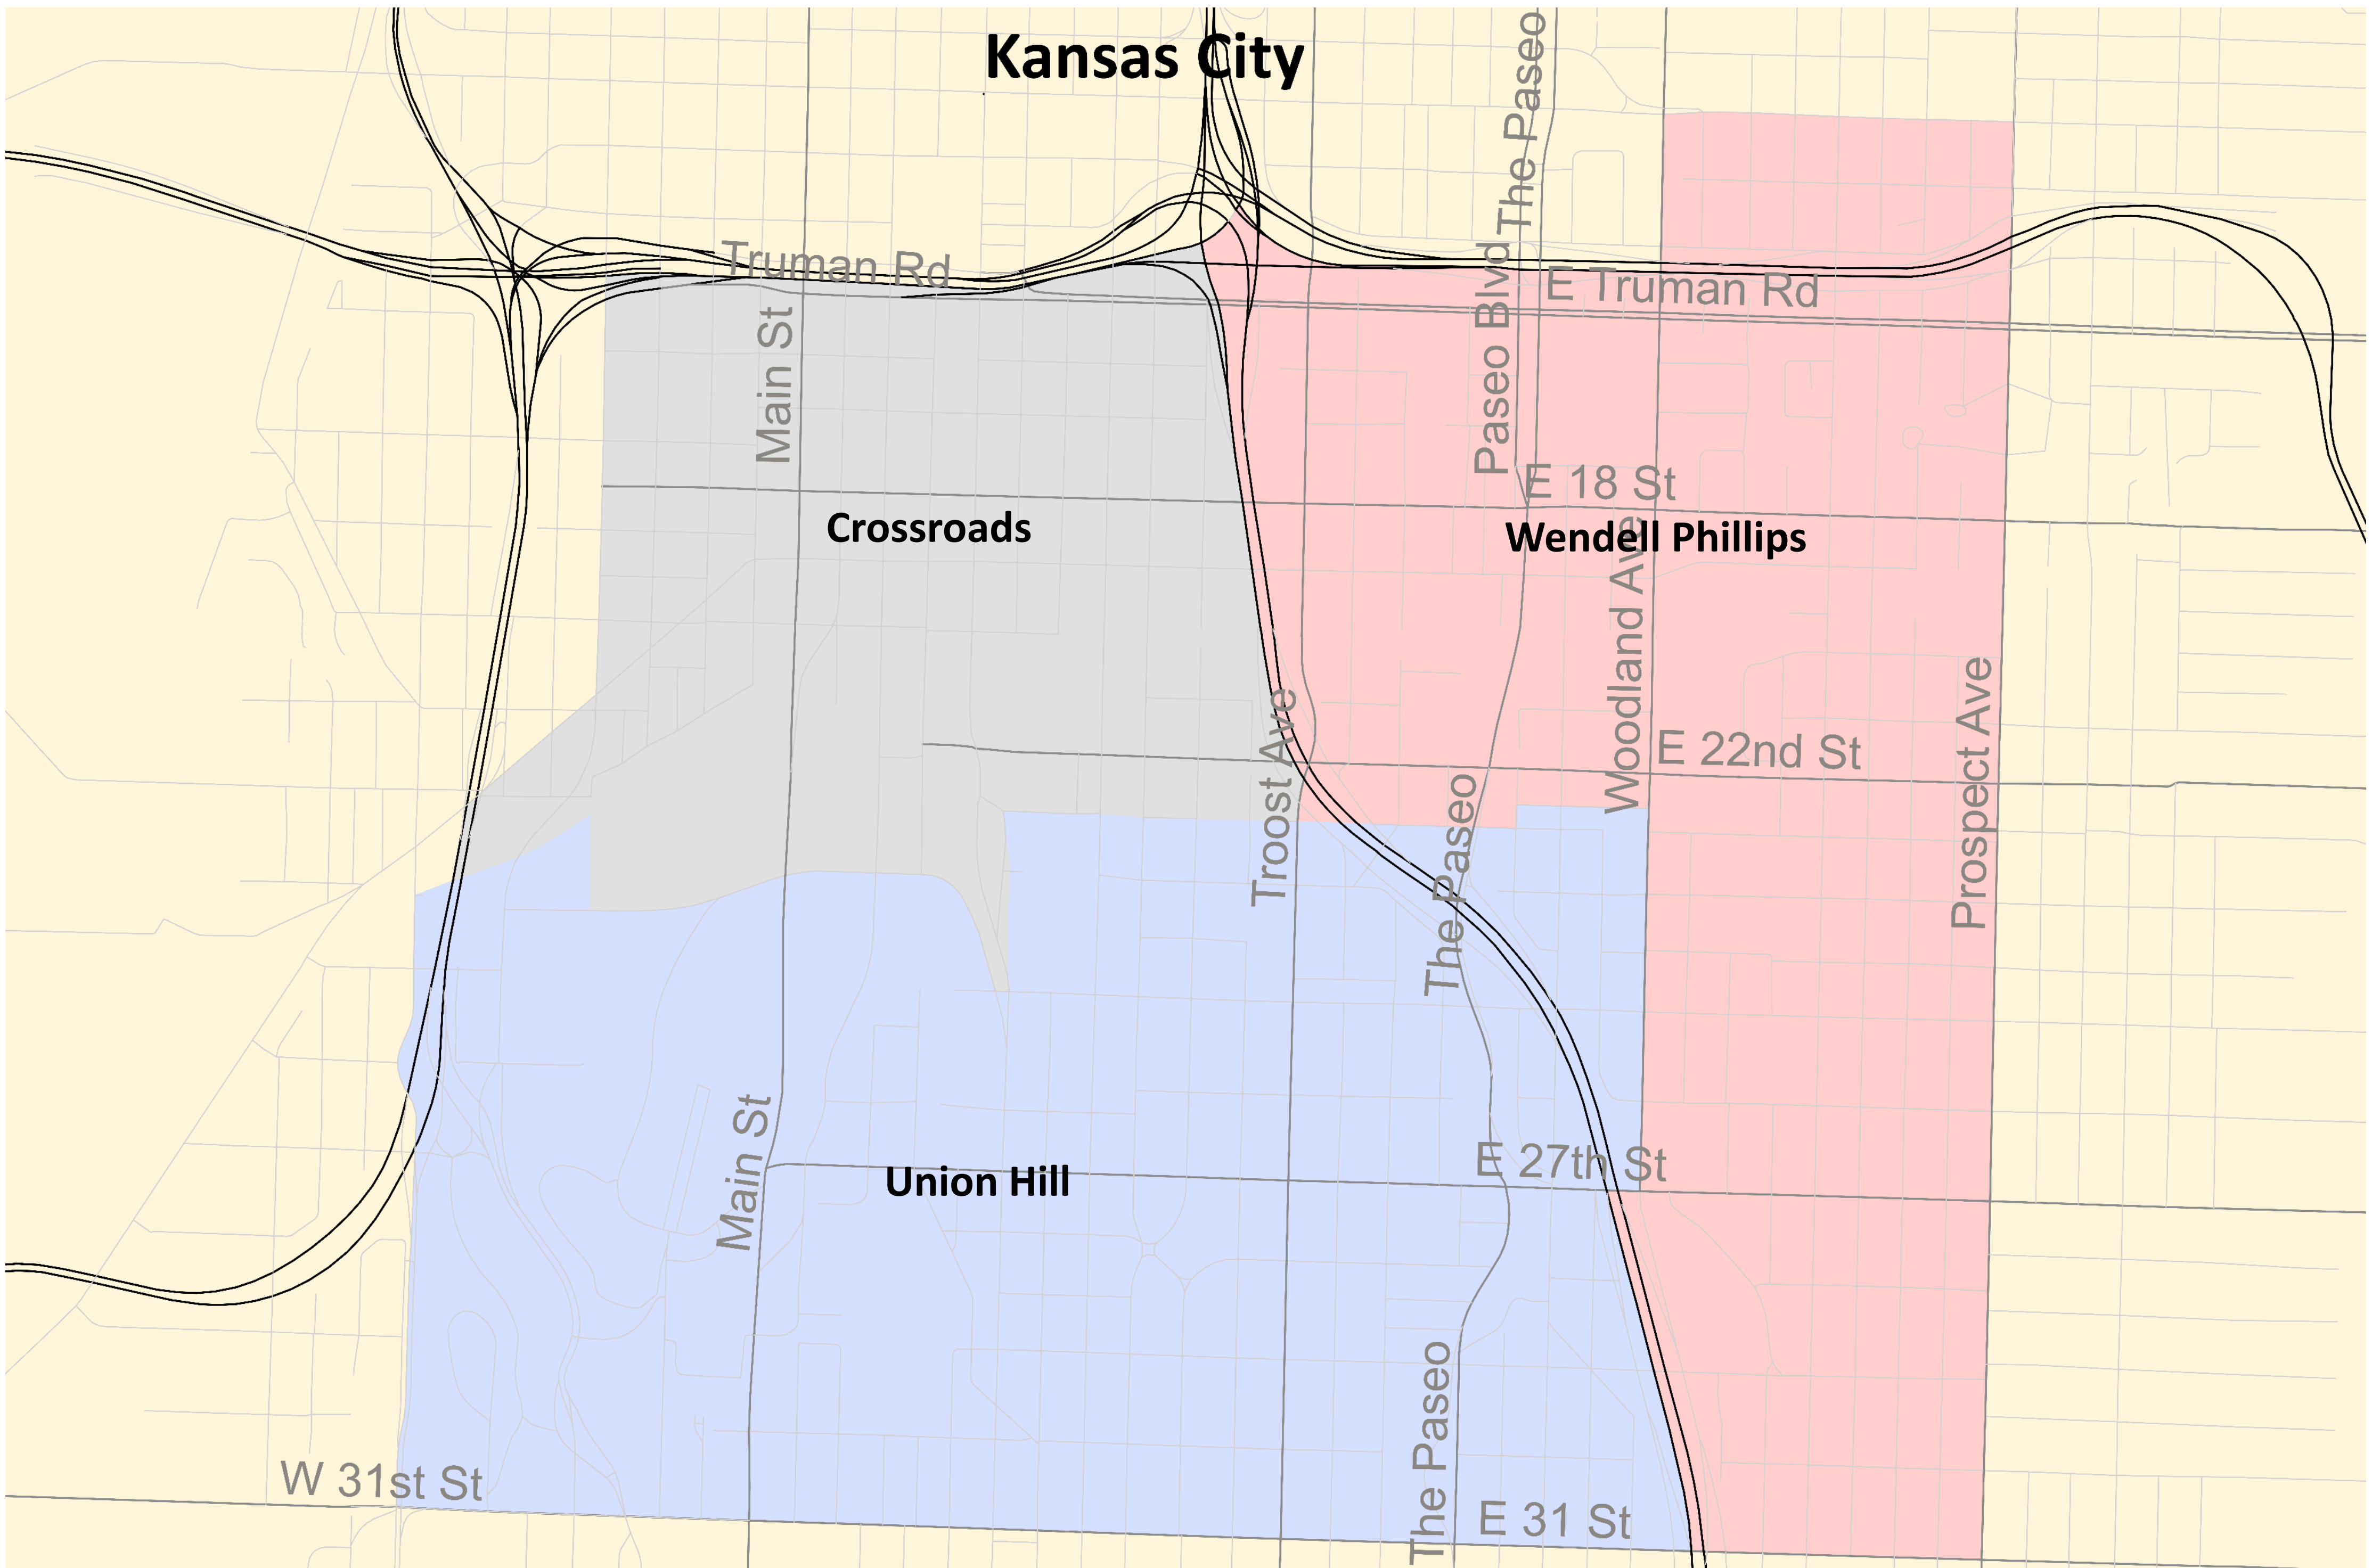 Kansas City
The Paseo
Truman Rd
E Truman Rd
Paseo Blvd
Main St
E 18 St
Crossroads
Wendell Phillips
Woodland Ave
Troost Ave
E 22nd St
Prospect Ave
The Paseo
Main St
E 27th St
Union Hill
The Paseo
W 31st St
E 31 St